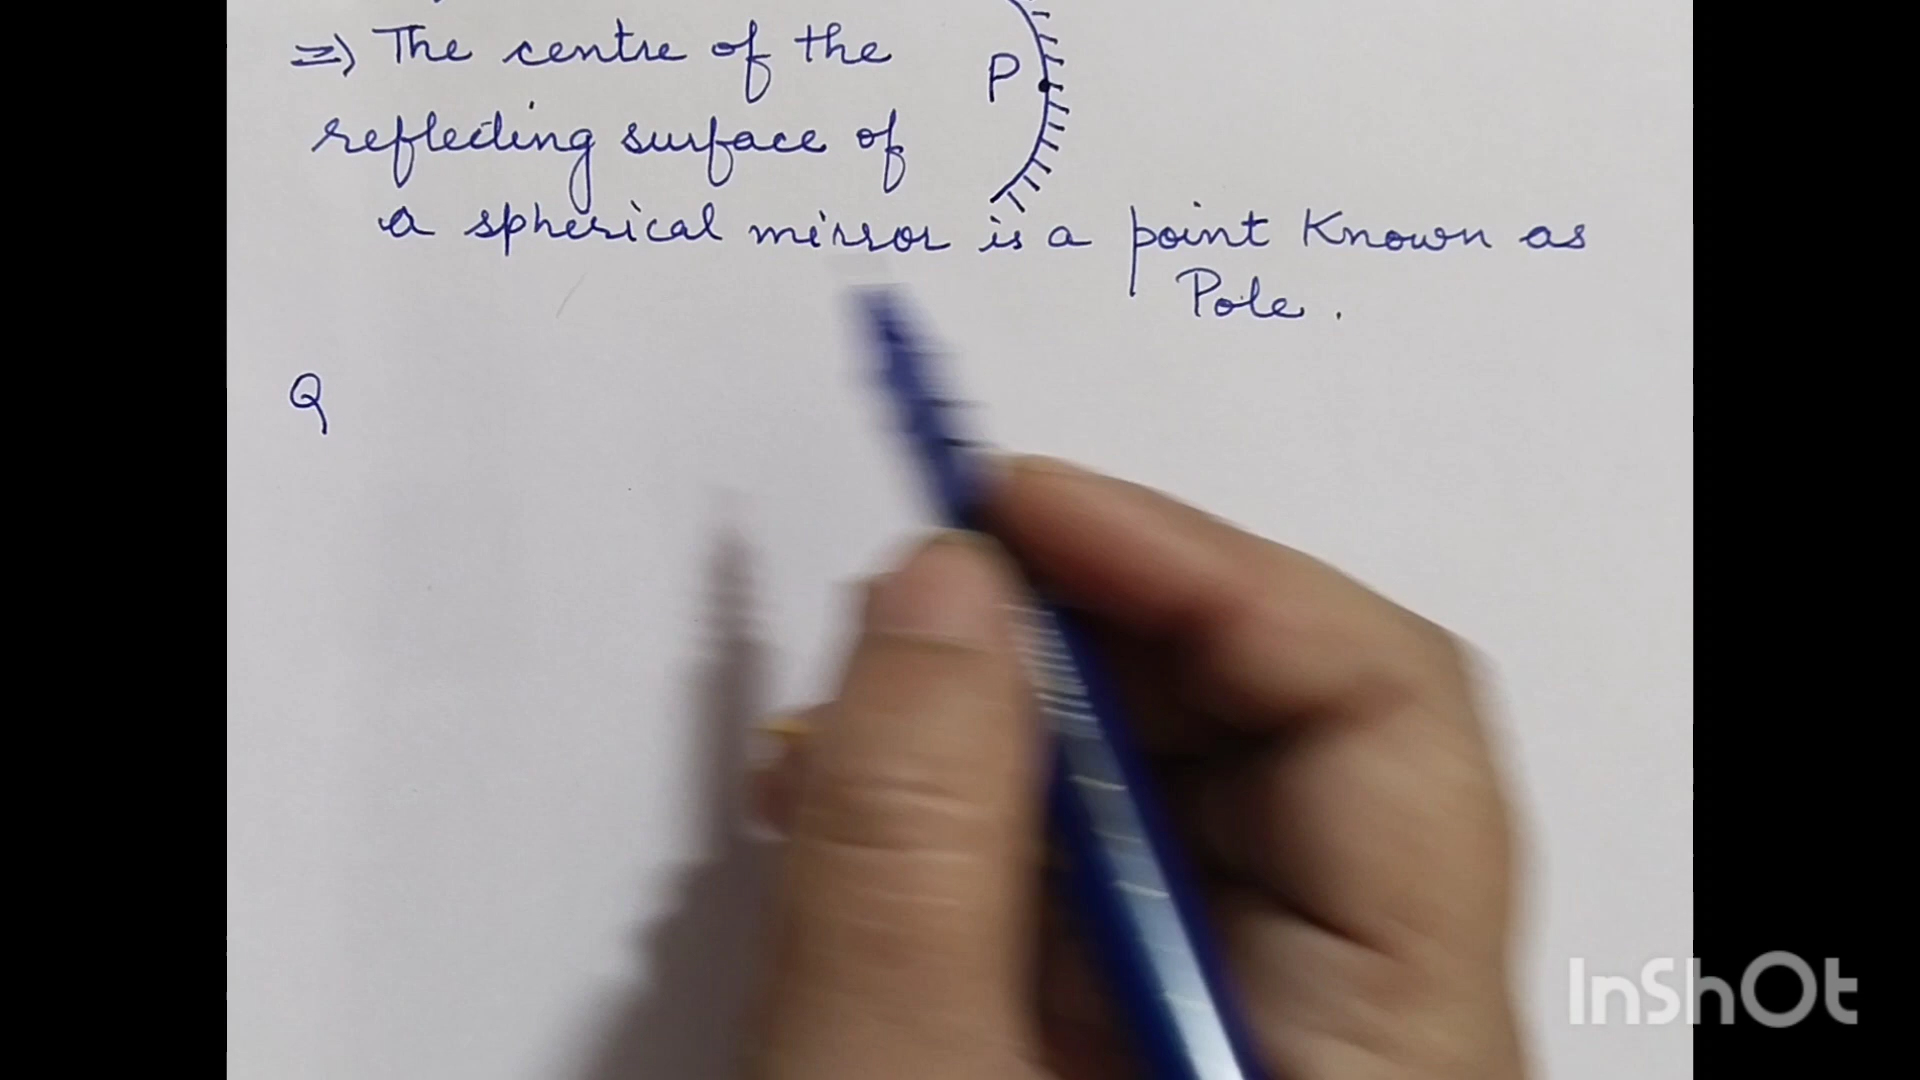 =) The centre of the
P
reflecting surface of
a spherical mirror is a point Known as
Pole .
Q
InShOt